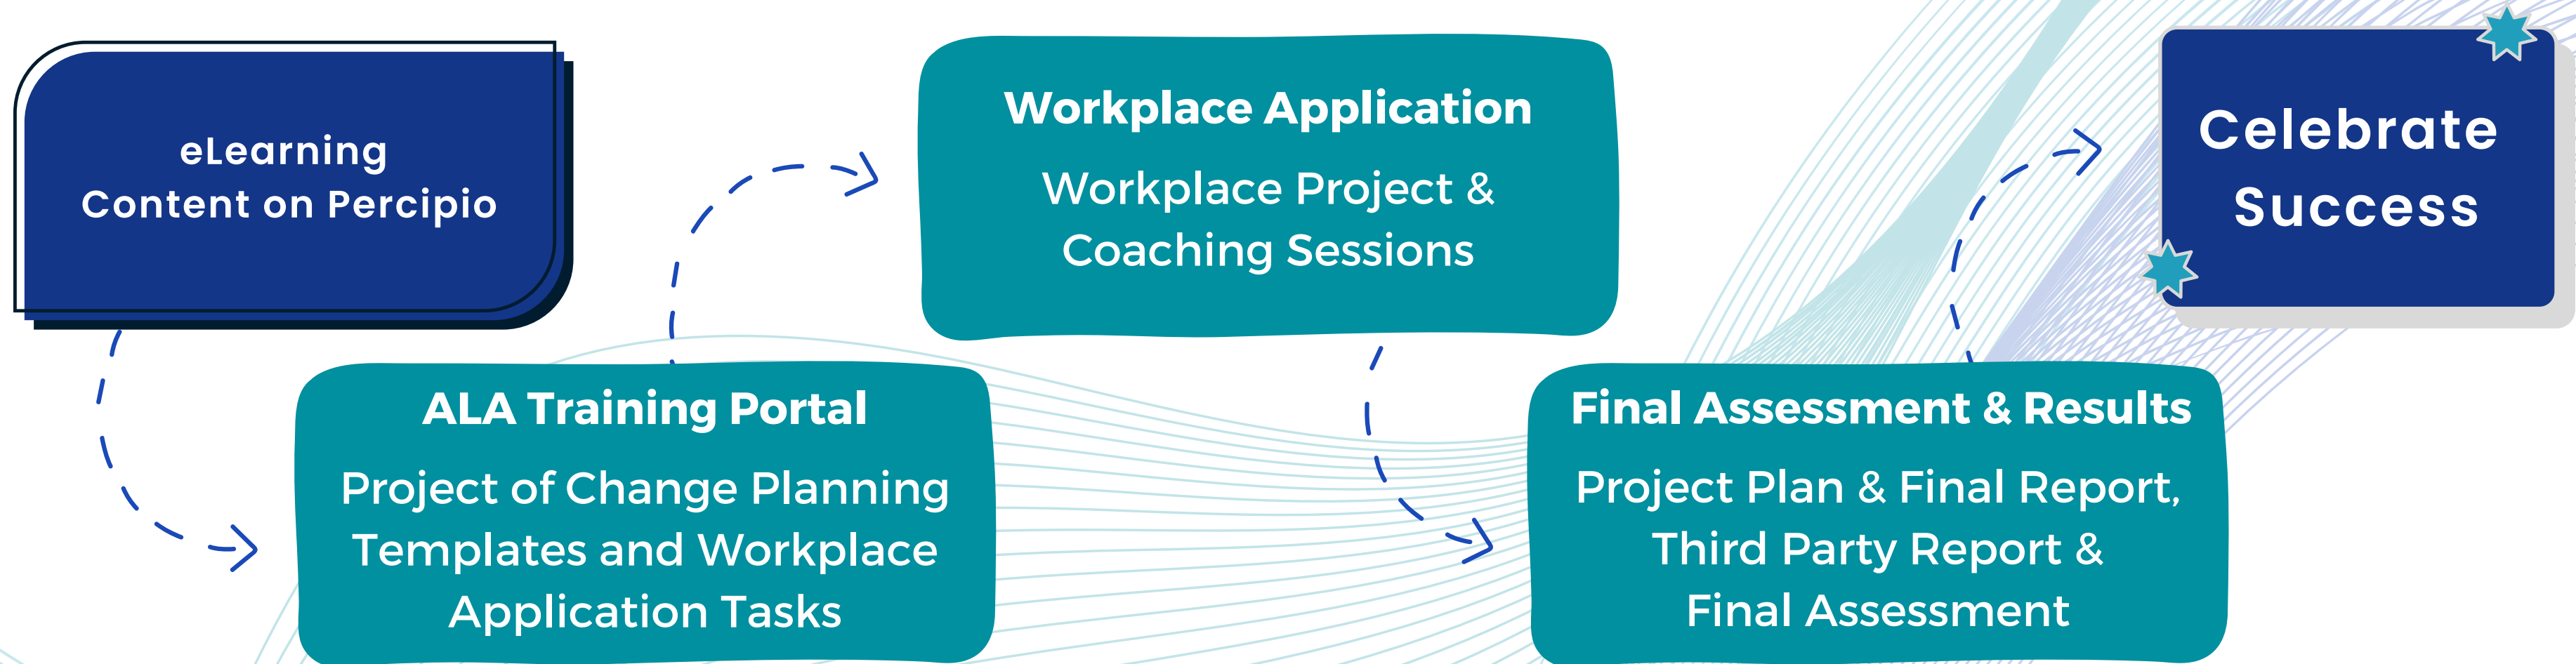 eLearning
Content on Percipio
ALA Training Portal
Project of Change Planning
Templates and Workplace
Application Tasks
Workplace Application
Workplace Project &
Coaching Sessions
Final Assessment & Results
Project Plan & Final Report,
Third Party Report &
Final Assessment
Celebrate
Success